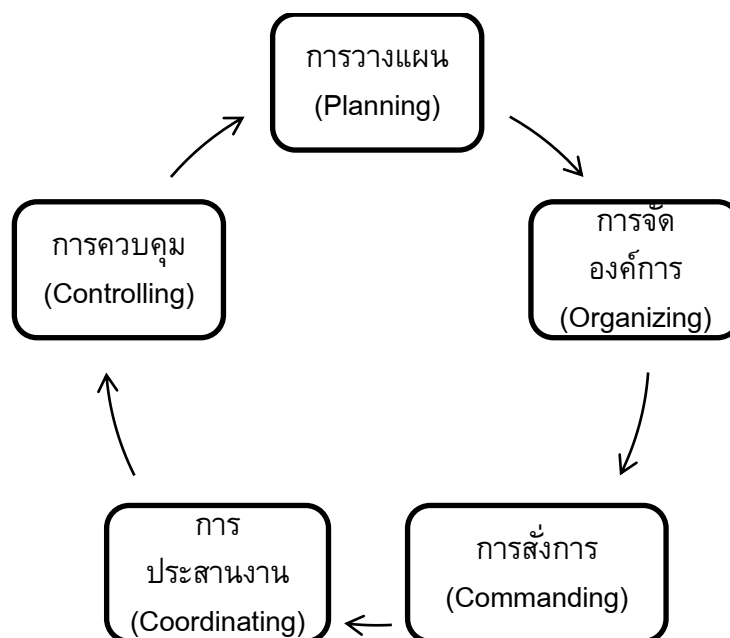 การวางแผน
(Planning)
การจัด
องค์การ
(Organizing)
การสั่งการ
(Commanding)
การ
ประสานงาน
(Coordinating)
การควบคุม
(Controlling)